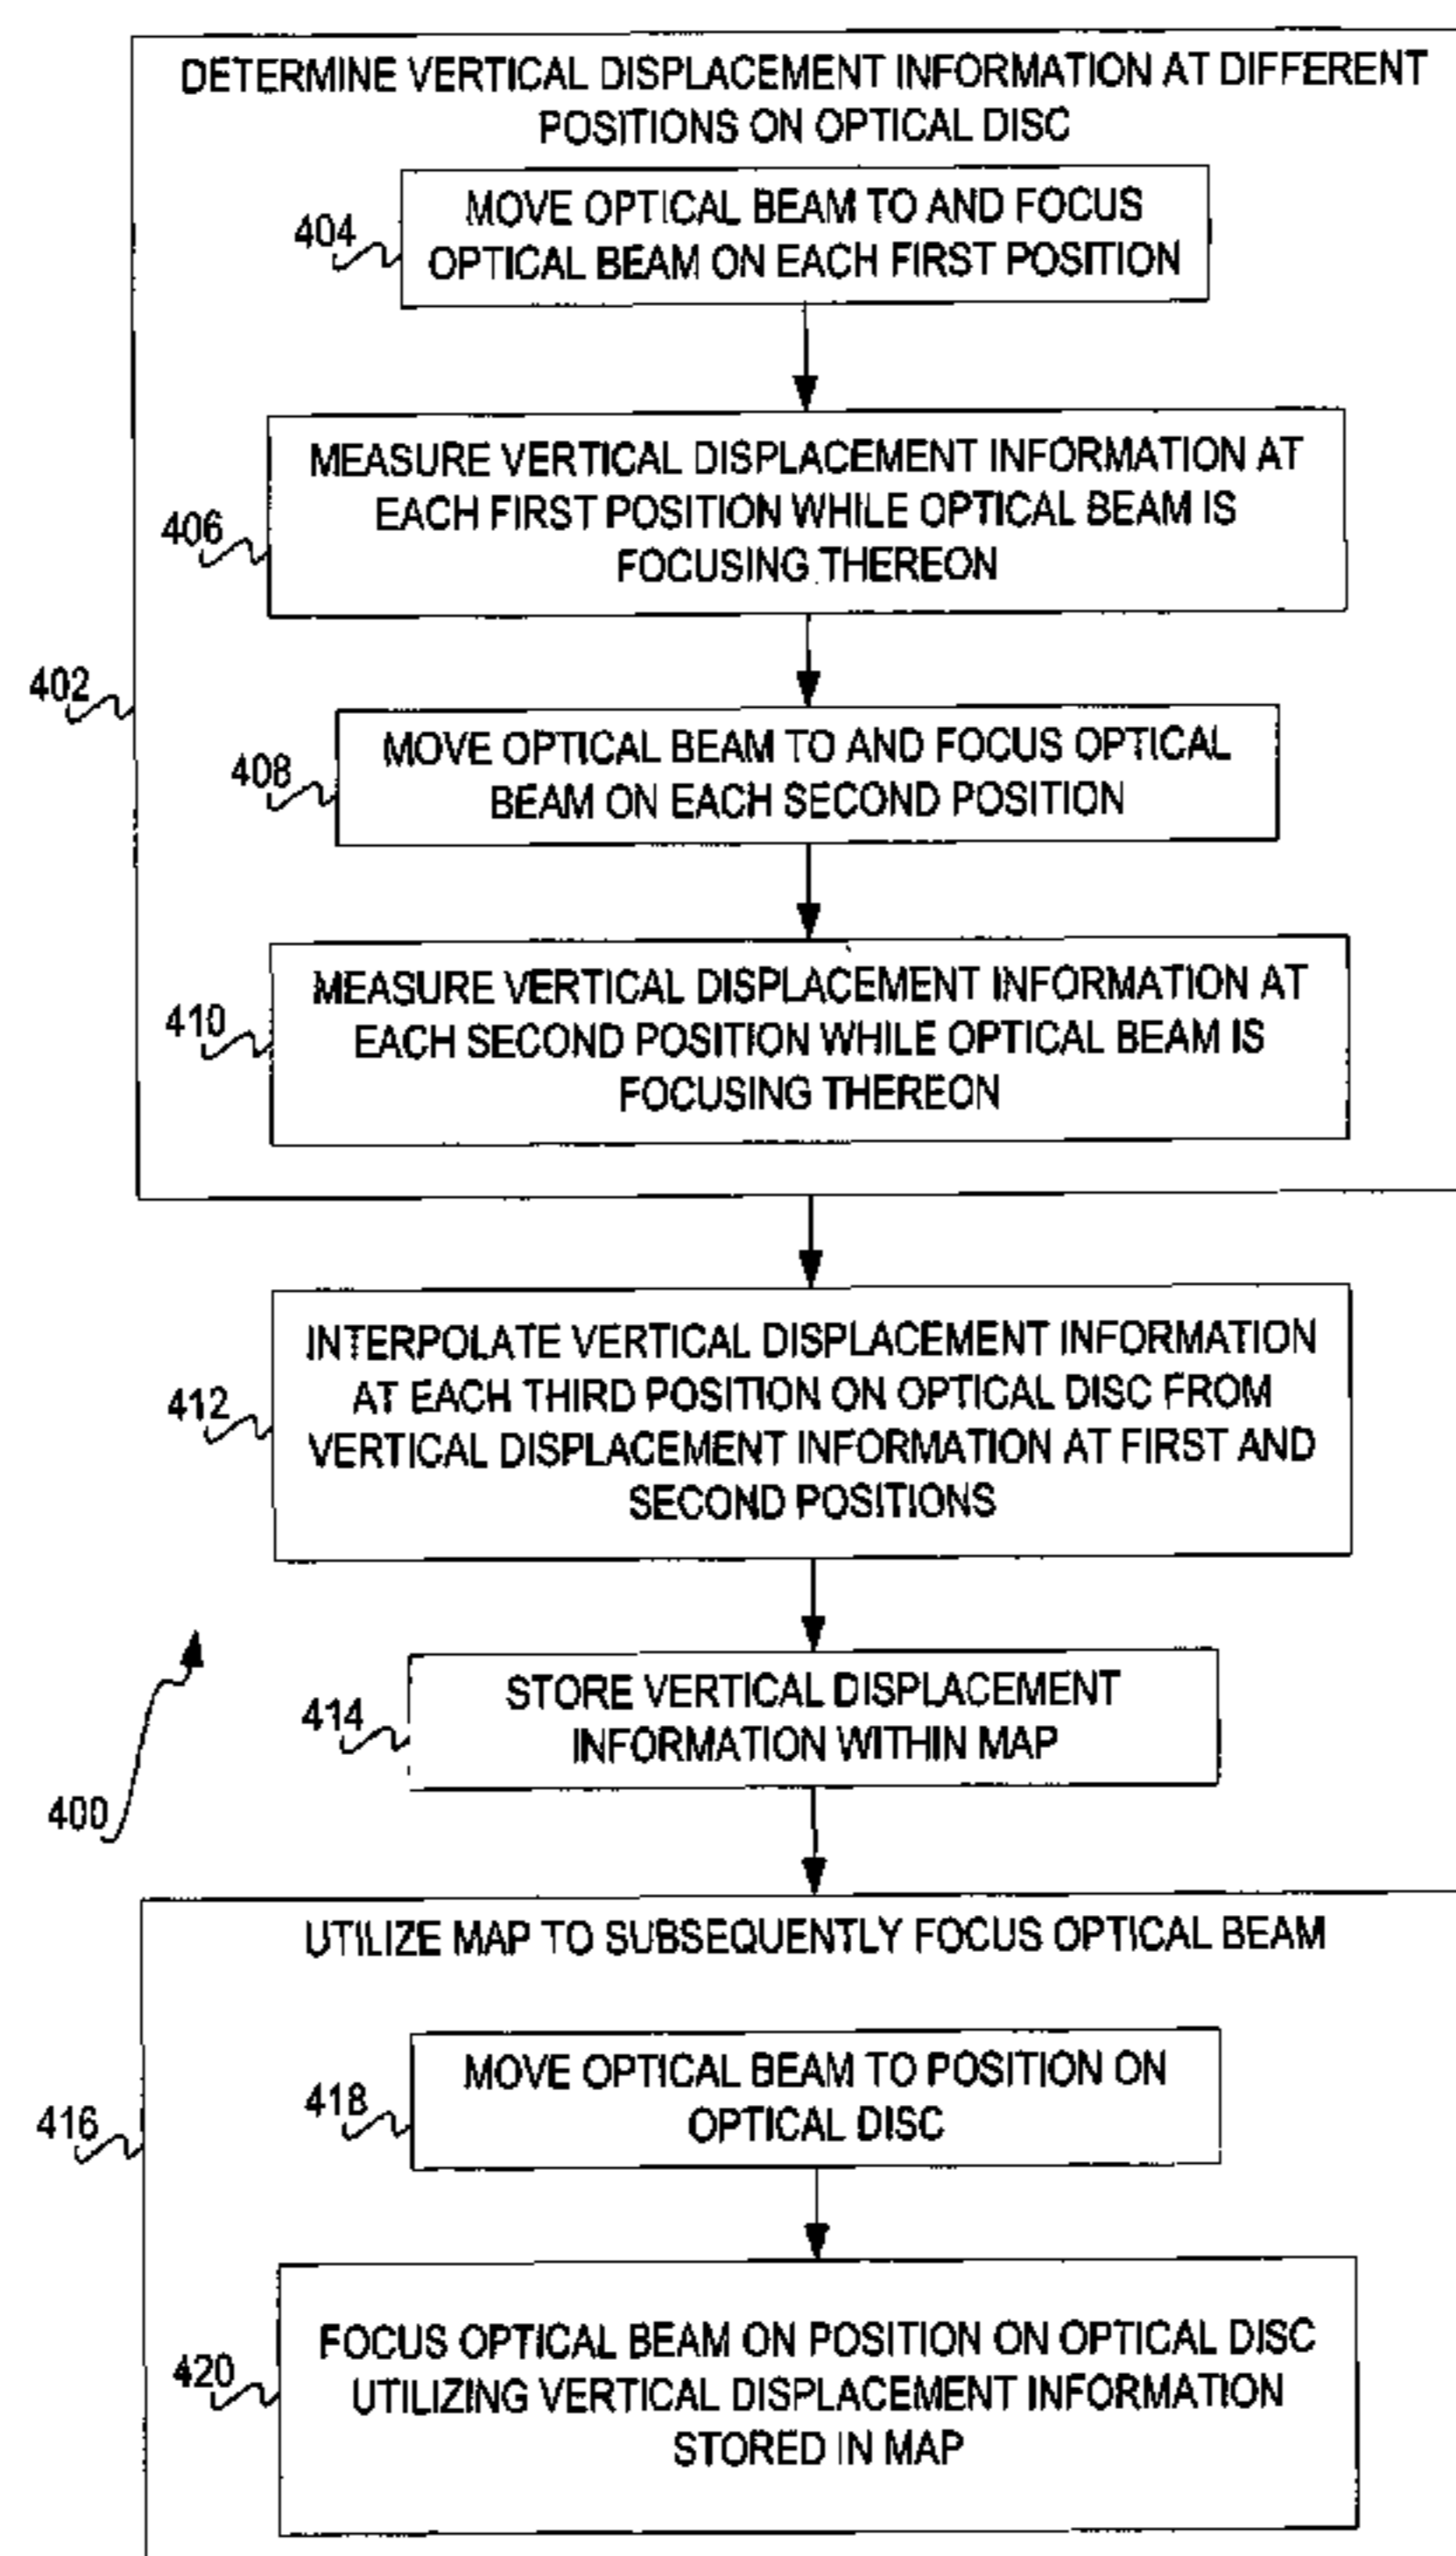 DETERMINE VERTICAL DISPLACEMENT INFORMATION AT DIFFERENT
POSITIONS ON OPTICAL DISC
404
MOVE OPTICAL BEAM TO AND FOCUS
OPTICAL BEAM ON EACH FIRST POSITION
406
MEASURE VERTICAL DISPLACEMENT INFORMATION AT
EACH FIRST POSITION WHILE OPTICAL BEAM IS
FOCUSING THEREON
402
408
MOVE OPTICAL BEAM TO AND FOCUS OPTICAL
BEAM ON EACH SECOND POSITION
410
MEASURE VERTICAL DISPLACEMENT INFORMATION AT
EACH SECOND POSITION WHILE OPTICAL BEAM IS
FOCUSING THEREON
412
INTERPOLATE VERTICAL DISPLACEMENT INFORMATION
AT EACH THIRD POSITION ON OPTICAL DISC FROM
VERTICAL DISPLACEMENT INFORMATION AT FIRST AND
SECOND POSITIONS
414
STORE VERTICAL DISPLACEMENT
INFORMATION WITHIN MAP
400
UTILIZE MAP TO SUBSEQUENTLY FOCUS OPTICAL BEAM
416
418
MOVE OPTICAL BEAM TO POSITION ON
OPTICAL DISC
420
FOCUS OPTICAL BEAM ON POSITION ON OPTICAL DISC
UTILIZING VERTICAL DISPLACEMENT INFORMATION
STORED IN MAP